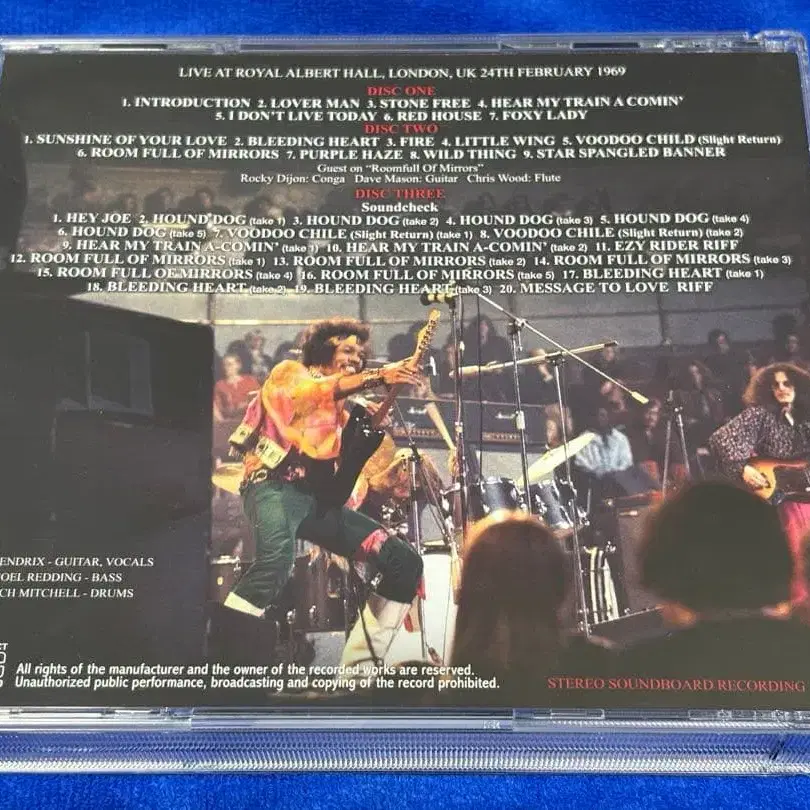 LIVE AT ROYAL ALBERT HALL, LONDON, UK 24TH FEBRUARY 1969
DISC ONE
1. INTRODUCTION 2. LOVER MAN 3. STONE FREE 4. HEAR MY TRAIN A COMIN'
5. I DON'T LIVE TODAY 6. RED HOUSE 7. FOXY LADY
DISC TWO
1. SUNSHINE OF YOUR LOVE 2. BLEEDING HEART 3. FIRE 4. LITTLE WING 5. VOODOO CHILD (Slight Return)
6. ROOM FULL OF MIRRORS 7. PURPLE HAZE 8. WILD THING 9. STAR SPANGLED BANNER
Guest on "Roomfull Of Mirrors"
Rocky Dijon: Conga Dave Mason: Guitar Chris Wood: Flute
DISC THREE
Soundcheck
1. HEY JOE 2. HOUND DOG (take 1) 3. HOUND DOG (take 2) 4. HOUND DOG (take 3) 5. HOUND DOG (take 4)
6. HOUND DOG (take 5) 7. VOODOO CHILE (Slight Return) (take 1) 8. VOODOO CHILE (Slight Return) (take 2)
9. HEAR MY TRAIN A-COMIN' (take 1) 10. HEAR MY TRAIN A-COMIN' (take 2) 11. EZY RIDER RIFF
12. ROOM FULL OF MIRRORS (take 1) 13. ROOM FULL OF MIRRORS (take 2) 14. ROOM FULL OF MIRRORS (take 3)
15. ROOM FULL OF MIRRORS (take 4) 16. ROOM FULL OF MIRRORS (take 5) 17. BLEEDING HEART (take 1)
18. BLEEDING HEART (take 2) 19. BLEEDING HEART (take 3) 20. MESSAGE TO LOVE RIFF
ENDRIX - GUITAR, VOCALS
OEL REDDING - BASS
CH MITCHELL - DRUMS
All rights of the manufacturer and the owner of the recorded works are reserved.
Unauthorized public performance, broadcasting and copying of the record prohibited.
STEREO SOUNDBOARD RECORDING